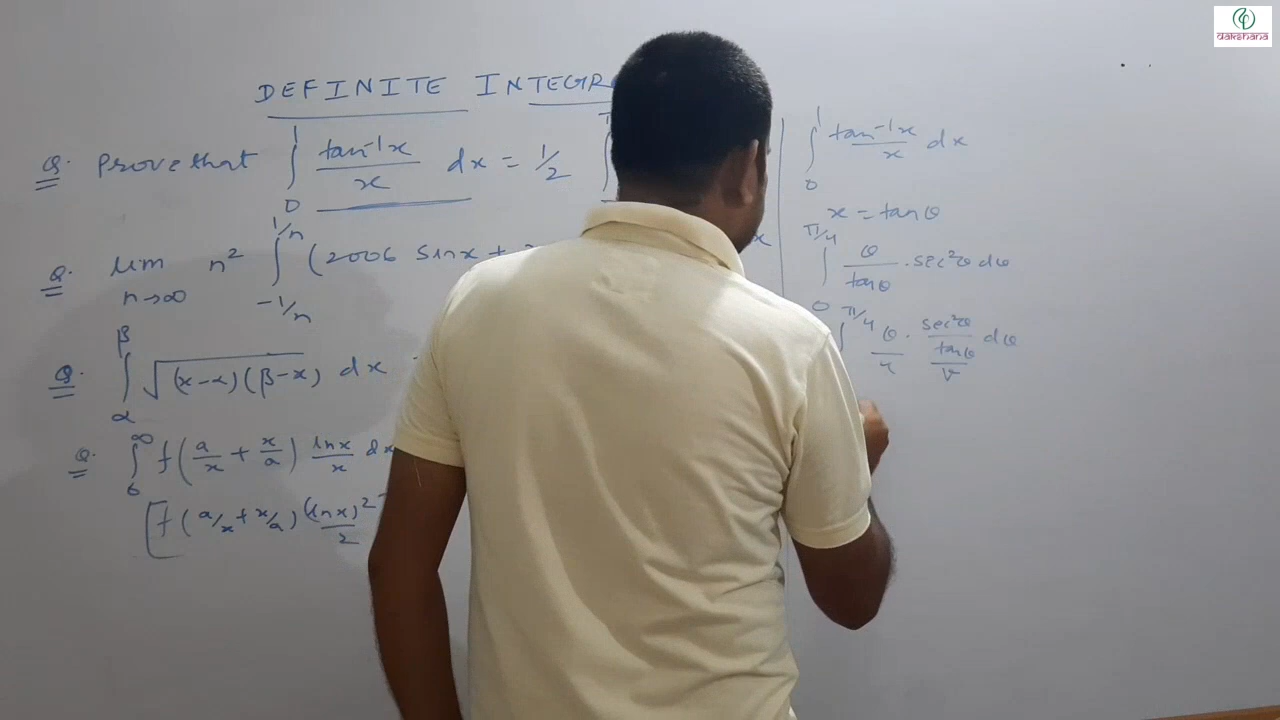 DEFINITE INTEGR
Q. Prove that ∫₀¹ tan⁻¹x/x dx = 1/2 ∫
Q. lim n→∞ n² ∫₋₁/ₙ^1/n (2006 sinx +
x
Q. ∫_α^β √(x-α)(β-x) dx
Q. ∫₀^∞ f(a/x + x/a) lnx/x dx
[f(a/x + x/a) (lnx)²/2
∫₀¹ tan⁻¹x/x dx
x = tanθ
∫₀^π/4 θ/tanθ · sec²θ dθ
∫^π/4 θ · sec²θ/tanθ dθ
dakshana